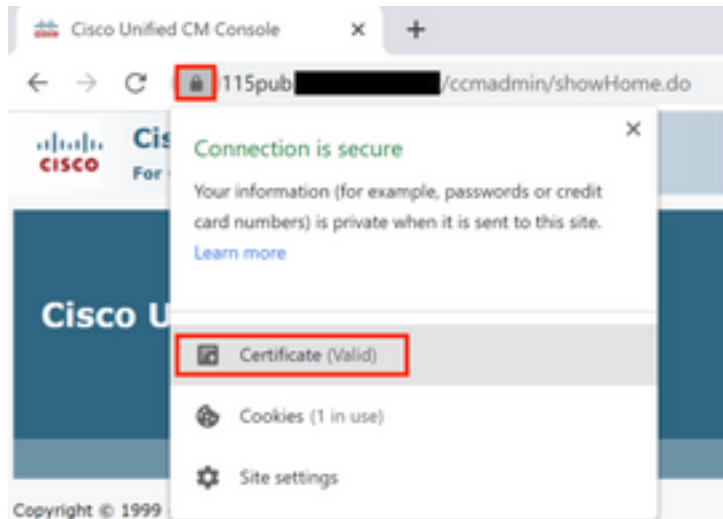 Cisco Unified CM Console
115pub /ccmadmin/showHome.do
CISCO
Cis
For
Connection is secure
Your information (for example, passwords or credit
card numbers) is private when it is sent to this site.
Learn more
Cisco U
Certificate (Valid)
Cookies (1 in use)
Site settings
Copyright © 1999